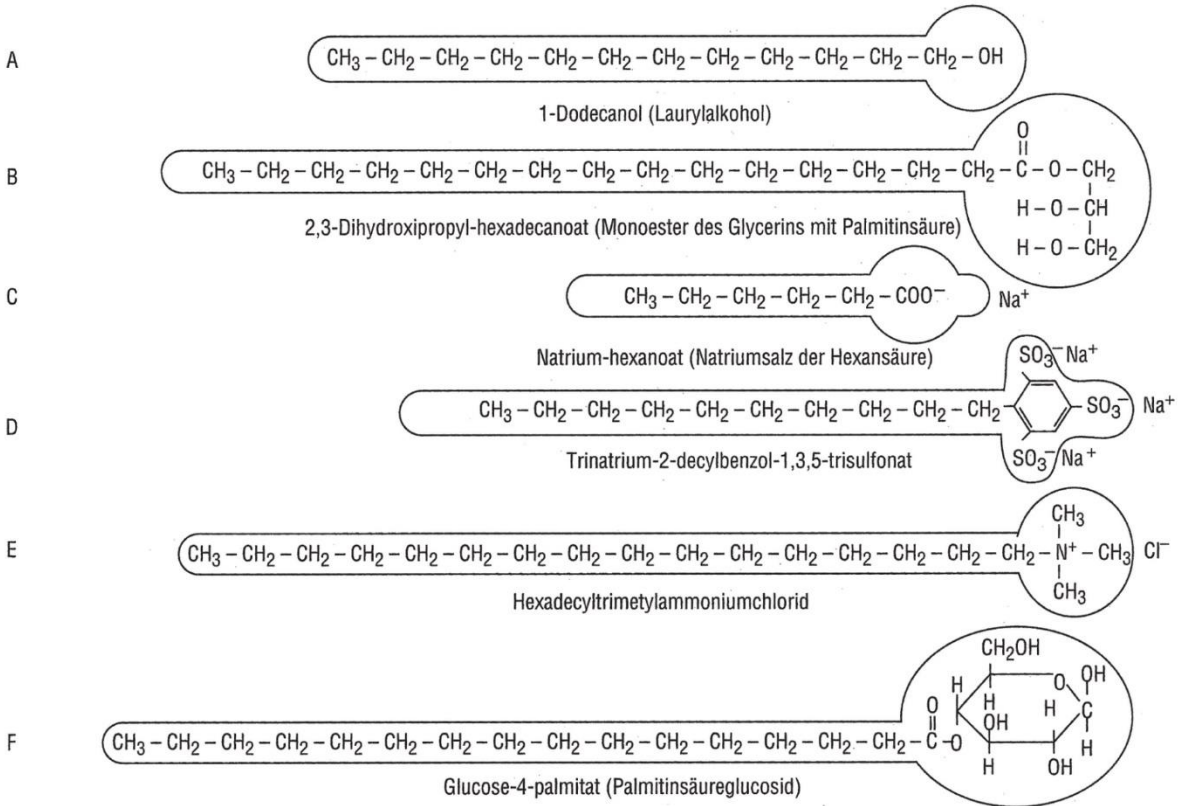 A
CH₃ – CH₂ – CH₂ – CH₂ – CH₂ – CH₂ – CH₂ – CH₂ – CH₂ – CH₂ – CH₂ – CH₂ – OH
1-Dodecanol (Laurylalkohol)
O
B
CH₃ – CH₂ – CH₂ – CH₂ – CH₂ – CH₂ – CH₂ – CH₂ – CH₂ – CH₂ – CH₂ – CH₂ – CH₂ – CH₂ – CH₂ – C – O – CH₂
H – O – CH
2,3-Dihydroxipropyl-hexadecanoat (Monoester des Glycerins mit Palmitinsäure)
H – O – CH₂
C
CH₃ – CH₂ – CH₂ – CH₂ – CH₂ – COO⁻ Na⁺
Natrium-hexanoat (Natriumsalz der Hexansäure)
SO₃⁻ Na⁺
D
CH₃ – CH₂ – CH₂ – CH₂ – CH₂ – CH₂ – CH₂ – CH₂ – CH₂ – CH₂ SO₃⁻ Na⁺
SO₃⁻ Na⁺
Trinatrium-2-decylbenzol-1,3,5-trisulfonat
CH₃
E
CH₃ – CH₂ – CH₂ – CH₂ – CH₂ – CH₂ – CH₂ – CH₂ – CH₂ – CH₂ – CH₂ – CH₂ – CH₂ – CH₂ – CH₂ – CH₂ – N⁺ – CH₃ Cl⁻
CH₃
Hexadecyltrimetylammoniumchlorid
CH₂OH
H O OH
O H OH H C
F
CH₃ – CH₂ – CH₂ – CH₂ – CH₂ – CH₂ – CH₂ – CH₂ – CH₂ – CH₂ – CH₂ – CH₂ – CH₂ – CH₂ – CH₂ – C – O H
H OH
Glucose-4-palmitat (Palmitinsäureglucosid)